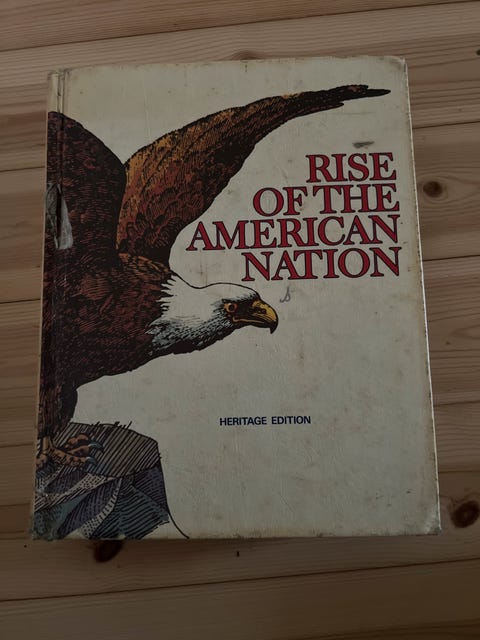 RISE
OF THE
AMERICAN
NATION
HERITAGE EDITION